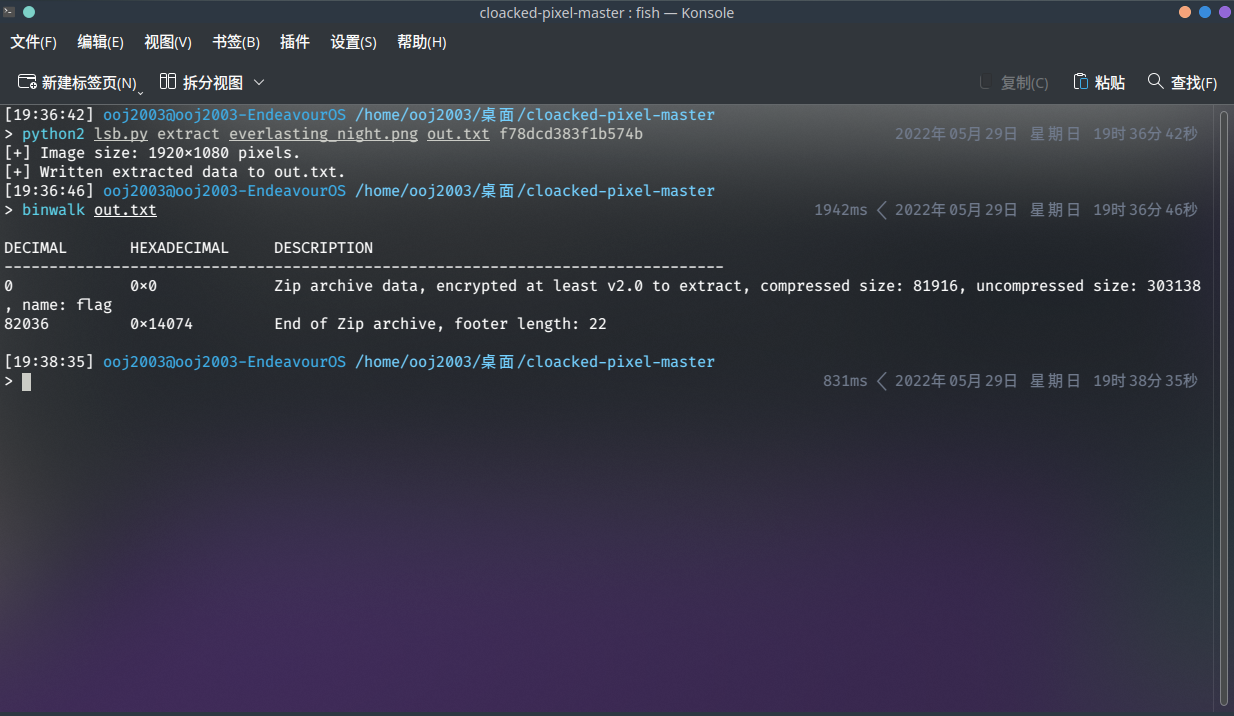 cloacked-pixel-master : fish — Konsole
文件(F) 编辑(E) 视图(V) 书签(B) 插件 设置(S) 帮助(H)
新建标签页(N) 拆分视图 复制(C) 粘贴 查找(F)
[19:36:42] ooj2003@ooj2003-EndeavourOS /home/ooj2003/桌面/cloacked-pixel-master
> python2 lsb.py extract everlasting_night.png out.txt f78dcd383f1b574b 2022年05月29日 星期日 19时36分42秒
[+] Image size: 1920×1080 pixels.
[+] Written extracted data to out.txt.
[19:36:46] ooj2003@ooj2003-EndeavourOS /home/ooj2003/桌面/cloacked-pixel-master
> binwalk out.txt 1942ms < 2022年05月29日 星期日 19时36分46秒
DECIMAL HEXADECIMAL DESCRIPTION
--------------------------------------------------------------------------------
0 0×0 Zip archive data, encrypted at least v2.0 to extract, compressed size: 81916, uncompressed size: 303138
, name: flag
82036 0×14074 End of Zip archive, footer length: 22
[19:38:35] ooj2003@ooj2003-EndeavourOS /home/ooj2003/桌面/cloacked-pixel-master
> 831ms < 2022年05月29日 星期日 19时38分35秒